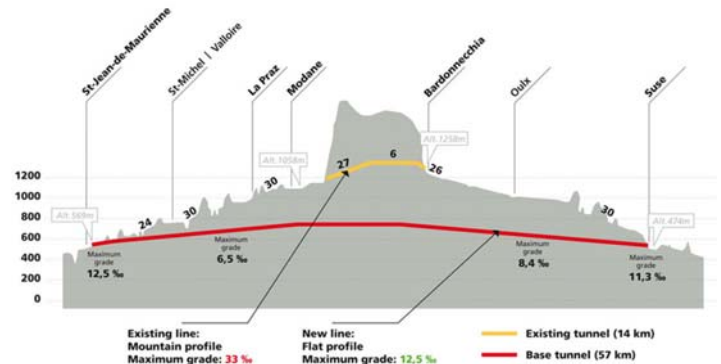 St-Jean-de-Maurienne
St-Michel | Valloire
La Praz
Modane
Bardonnecchia
Oulx
Suse
Alt. 1058m
Alt. 1258m
Alt. 569m
Alt. 474m
1200
1000
800
600
400
200
0
24
30
30
27
6
26
30
Maximum
grade
12,5 ‰
Maximum
grade
6,5 ‰
Maximum
grade
8,4 ‰
Maximum
grade
11,3 ‰
Existing line:
Mountain profile
Maximum grade: 33 ‰
New line:
Flat profile
Maximum grade: 12,5 ‰
Existing tunnel (14 km)
Base tunnel (57 km)